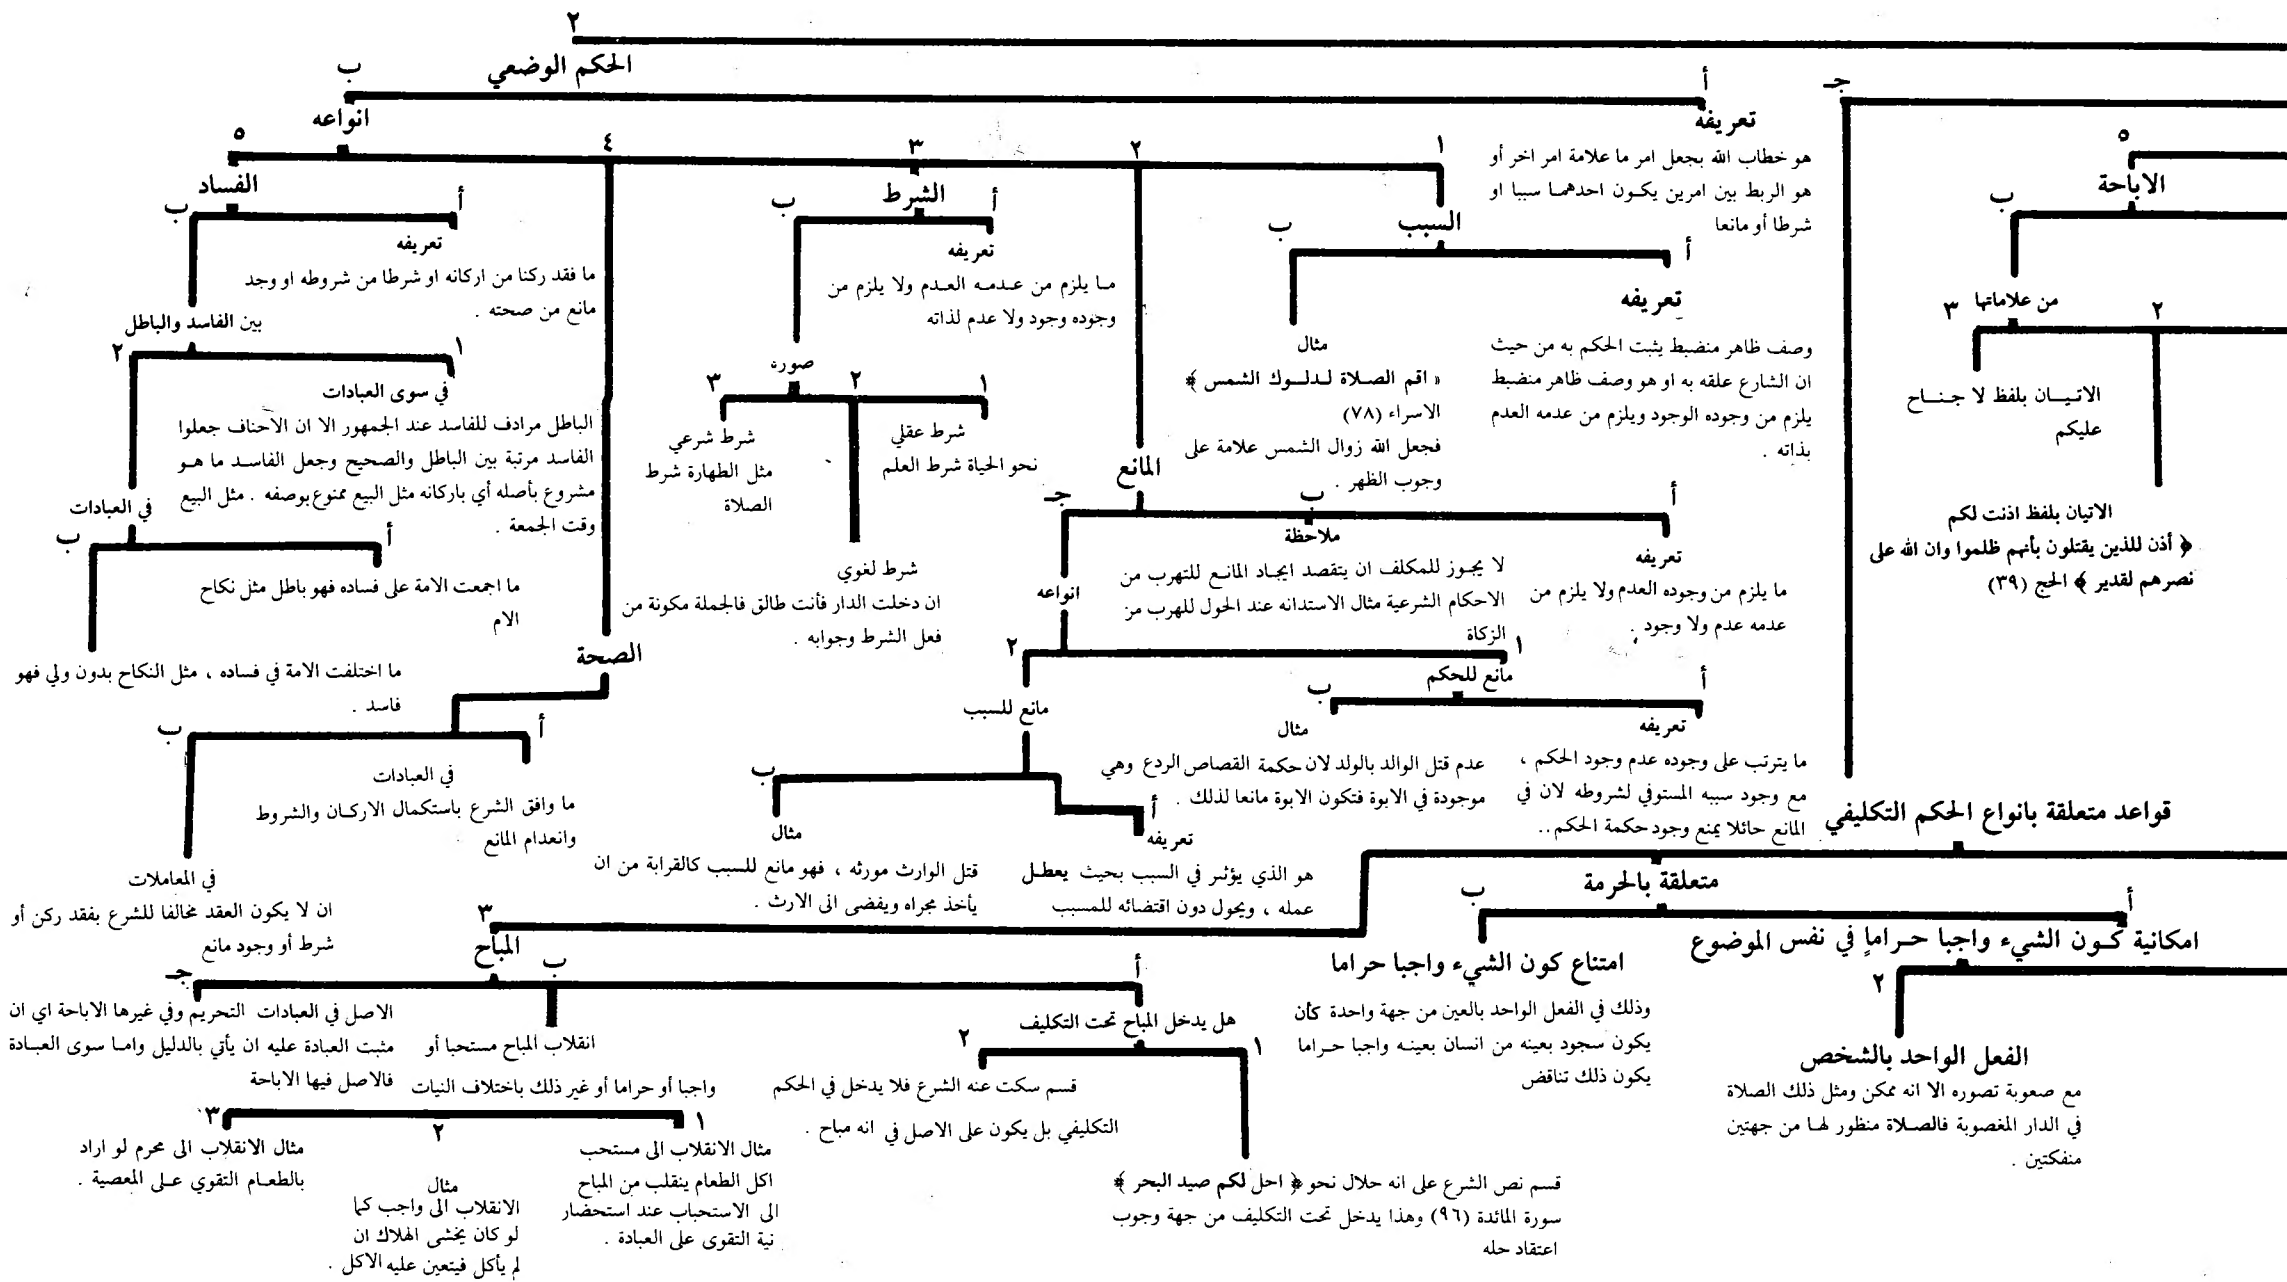 ٢
الحكم الوضعي
أ
تعريفه
هو خطاب الله بجعل امر ما علامة امر اخر أو
هو الربط بين امرين يكون احدهما سببا او
شرطا أو مانعا
ب
انواعه
١
السبب
أ
تعريفه
وصف ظاهر منضبط يثبت الحكم به من حيث
ان الشارع علقه به او هو وصف ظاهر منضبط
يلزم من وجوده الوجود ويلزم من عدمه العدم
بذاته .
ب
مثال
« اقم الصلاة لدلوك الشمس ﴾
الاسراء (٧٨)
فجعل الله زوال الشمس علامة على
وجوب الظهر .
٢
المانع
أ
تعريفه
ما يلزم من وجوده العدم ولا يلزم من
عدمه عدم ولا وجود .
ب
ملاحظة
لا يجوز للمكلف ان يتقصد ايجاد المانع للتهرب من
الاحكام الشرعية مثال الاستدانه عند الحول للهرب من
الزكاة
جـ
انواعه
١
مانع للحكم
أ
تعريفه
ما يترتب على وجوده عدم وجود الحكم ،
مع وجود سببه المستوفي لشروطه لان في
المانع حائلا يمنع وجود حكمة الحكم ..
ب
مثال
عدم قتل الوالد بالولد لان حكمة القصاص الردع وهي
موجودة في الابوة فتكون الابوة مانعا لذلك .
٢
مانع للسبب
أ
تعريفه
هو الذي يؤثر في السبب بحيث يعطل
عمله ، ويحول دون اقتضائه للمسبب
ب
مثال
قتل الوارث مورثه ، فهو مانع للسبب كالقرابة من ان
يأخذ مجراه ويفضى الى الارث .
٣
الشرط
أ
تعريفه
ما يلزم من عدمه العدم ولا يلزم من
وجوده وجود ولا عدم لذاته
ب
صوره
١
شرط عقلي
نحو الحياة شرط العلم
٢
شرط لغوي
ان دخلت الدار فأنت طالق فالجملة مكونة من
فعل الشرط وجوابه .
٣
شرط شرعي
مثل الطهارة شرط
الصلاة
٤
الصحة
أ
في العبادات
ما وافق الشرع باستكمال الاركان والشروط
وانعدام المانع
ب
في المعاملات
ان لا يكون العقد مخالفا للشرع بفقد ركن أو
شرط أو وجود مانع
٥
الفساد
أ
تعريفه
ما فقد ركنا من اركانه او شرطا من شروطه او وجد
مانع من صحته .
ب
بين الفاسد والباطل
١
في سوى العبادات
الباطل مرادف للفاسد عند الجمهور الا ان الاحناف جعلوا
الفاسد مرتبة بين الباطل والصحيح وجعل الفاسد ما هو
مشروع بأصله أي باركانه مثل البيع ممنوع بوصفه . مثل البيع
وقت الجمعة .
٢
في العبادات
أ
ما اجمعت الامة على فساده فهو باطل مثل نكاح
الام
ب
ما اختلفت الامة في فساده ، مثل النكاح بدون ولي فهو
فاسد .
٥
الاباحة
ب
من علاماتها
٢
الاتيان بلفظ اذنت لكم
﴿ أذن للذين يقتلون بأنهم ظلموا وان الله على
نصرهم لقدير ﴾ الحج (٣٩)
٣
الاتيان بلفظ لا جناح
عليكم
جـ
قواعد متعلقة بانواع الحكم التكليفي
متعلقة بالحرمة
أ
امكانية كون الشيء واجبا حراما في نفس الموضوع
٢
الفعل الواحد بالشخص
مع صعوبة تصوره الا انه ممكن ومثل ذلك الصلاة
في الدار المغصوبة فالصلاة منظور لها من جهتين
منفكتين .
ب
امتناع كون الشيء واجبا حراما
وذلك في الفعل الواحد بالعين من جهة واحدة كأن
يكون سجود بعينه من انسان بعينه واجبا حراما
يكون ذلك تناقض
٣
المباح
أ
هل يدخل المباح تحت التكليف
١
قسم نص الشرع على انه حلال نحو ﴿ احل لكم صيد البحر ﴾
سورة المائدة (٩٦) وهذا يدخل تحت التكليف من جهة وجوب
اعتقاد حله
٢
قسم سكت عنه الشرع فلا يدخل في الحكم
التكليفي بل يكون على الاصل في انه مباح .
ب
انقلاب المباح مستحبا أو
واجبا أو حراما أو غير ذلك باختلاف النيات
١
مثال الانقلاب الى مستحب
اكل الطعام ينقلب من المباح
الى الاستحباب عند استحضار
نية التقوى على العبادة .
٢
مثال
الانقلاب الى واجب كما
لو كان يخشى الهلاك ان
لم يأكل فيتعين عليه الاكل .
٣
مثال الانقلاب الى محرم لو اراد
بالطعام التقوي على المعصية .
جـ
الاصل في العبادات التحريم وفي غيرها الاباحة اي ان
مثبت العبادة عليه ان يأتي بالدليل واما سوى العبادة
فالاصل فيها الاباحة